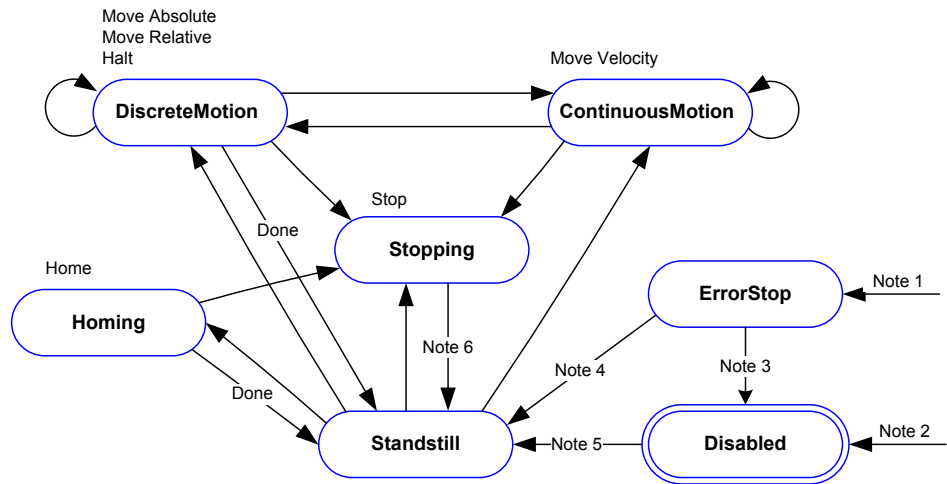 Move Absolute
Move Relative
Halt
Move Velocity
DiscreteMotion
ContinuousMotion
Stop
Done
Stopping
Home
Note 1
ErrorStop
Homing
Note 6
Note 3
Note 4
Done
Note 2
Standstill
Note 5
Disabled